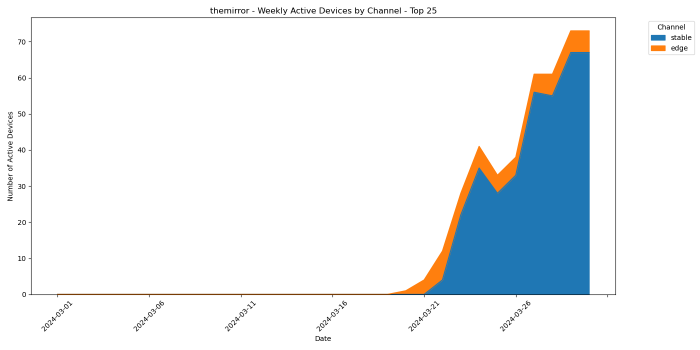 themirror - Weekly Active Devices by Channel - Top 25
Channel
stable
edge
Number of Active Devices
70
60
50
40
30
20
10
0
2024-03-01
2024-03-06
2024-03-11
2024-03-16
2024-03-21
2024-03-26
Date